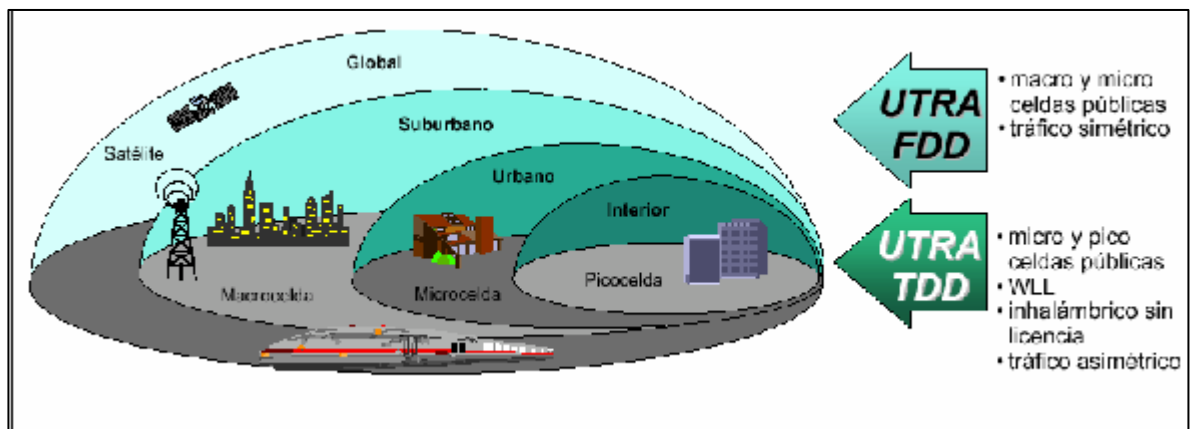 Global
Suburbano
Satélite
Urbano
Interior
Macrocelda
Microcelda
Picocelda
UTRA
FDD
• macro y micro
celdas públicas
• tráfico simétrico
UTRA
TDD
• micro y pico
celdas públicas
• WLL
• inhalámbrico sin
licencia
• tráfico asimétrico